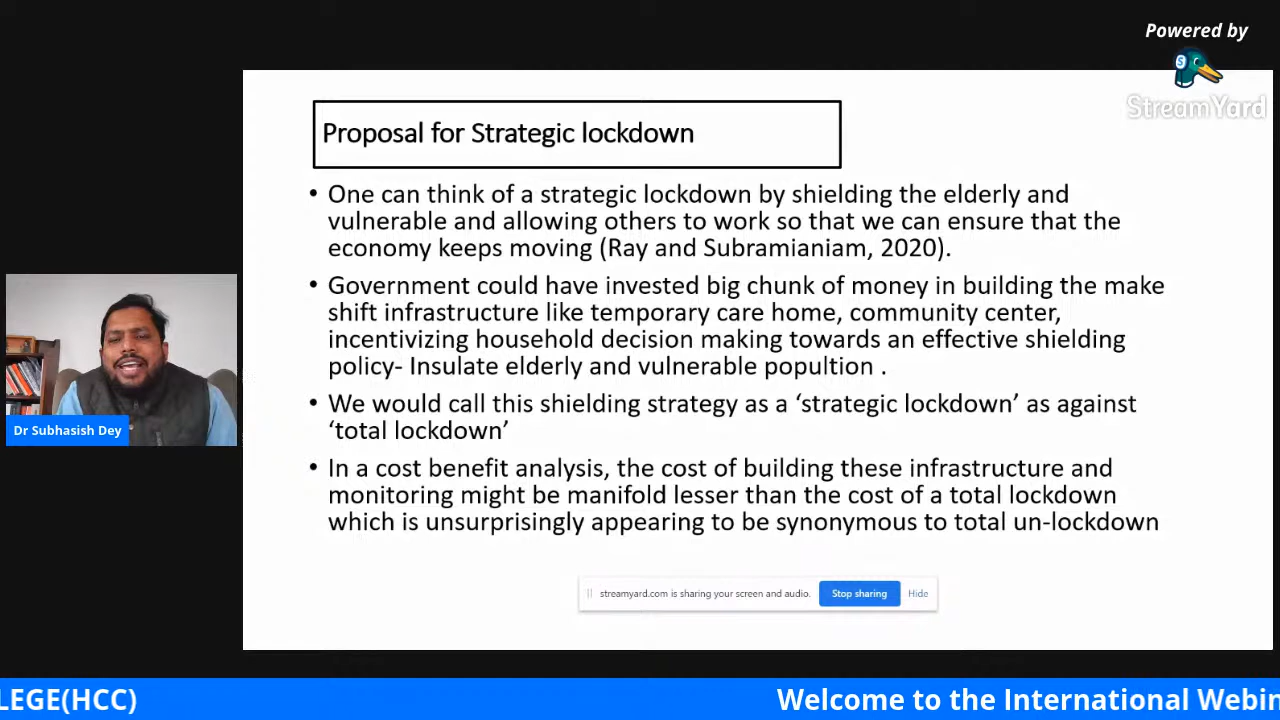 Powered by
StreamYard
Proposal for Strategic lockdown
• One can think of a strategic lockdown by shielding the elderly and
vulnerable and allowing others to work so that we can ensure that the
economy keeps moving (Ray and Subramianiam, 2020).
• Government could have invested big chunk of money in building the make
shift infrastructure like temporary care home, community center,
incentivizing household decision making towards an effective shielding
policy- Insulate elderly and vulnerable popultion .
• We would call this shielding strategy as a ‘strategic lockdown’ as against
‘total lockdown’
• In a cost benefit analysis, the cost of building these infrastructure and
monitoring might be manifold lesser than the cost of a total lockdown
which is unsurprisingly appearing to be synonymous to total un-lockdown
Dr Subhasish Dey
streamyard.com is sharing your screen and audio. Stop sharing Hide
LEGE(HCC) Welcome to the International Webin